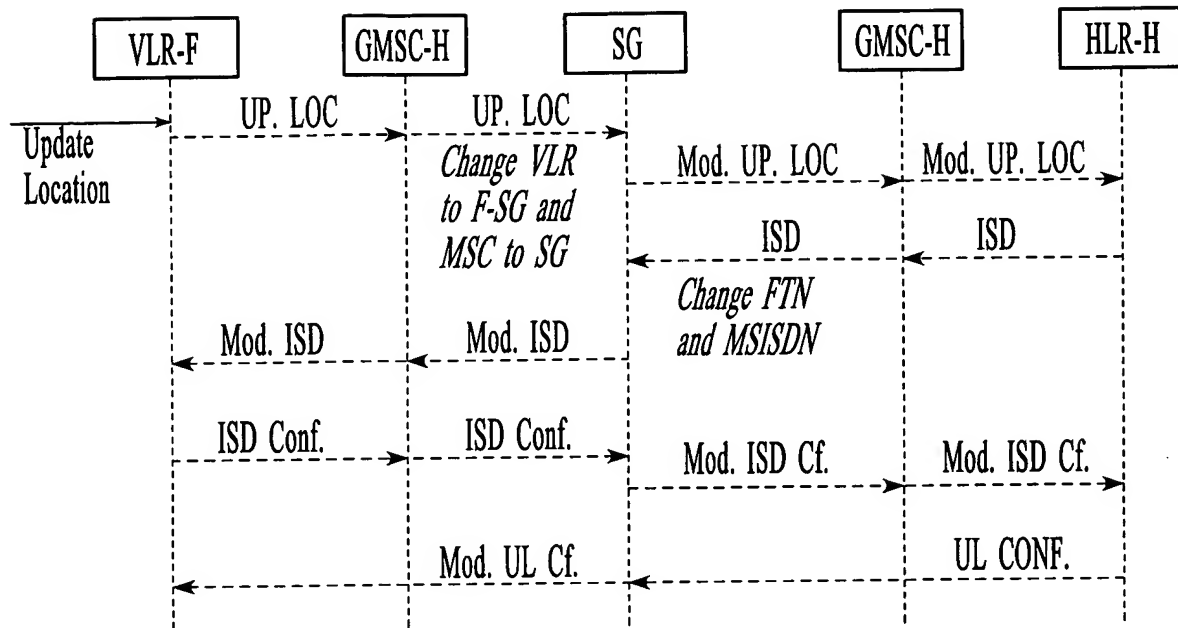 VLR-F
GMSC-H
SG
GMSC-H
HLR-H
UP. LOC
UP. LOC
Update
Location
Change VLR
to F-SG and
MSC to SG
Mod. UP. LOC
Mod. UP. LOC
ISD
ISD
Change FTN
and MSISDN
Mod. ISD
Mod. ISD
ISD Conf.
ISD Conf.
Mod. ISD Cf.
Mod. ISD Cf.
Mod. UL Cf.
UL CONF.